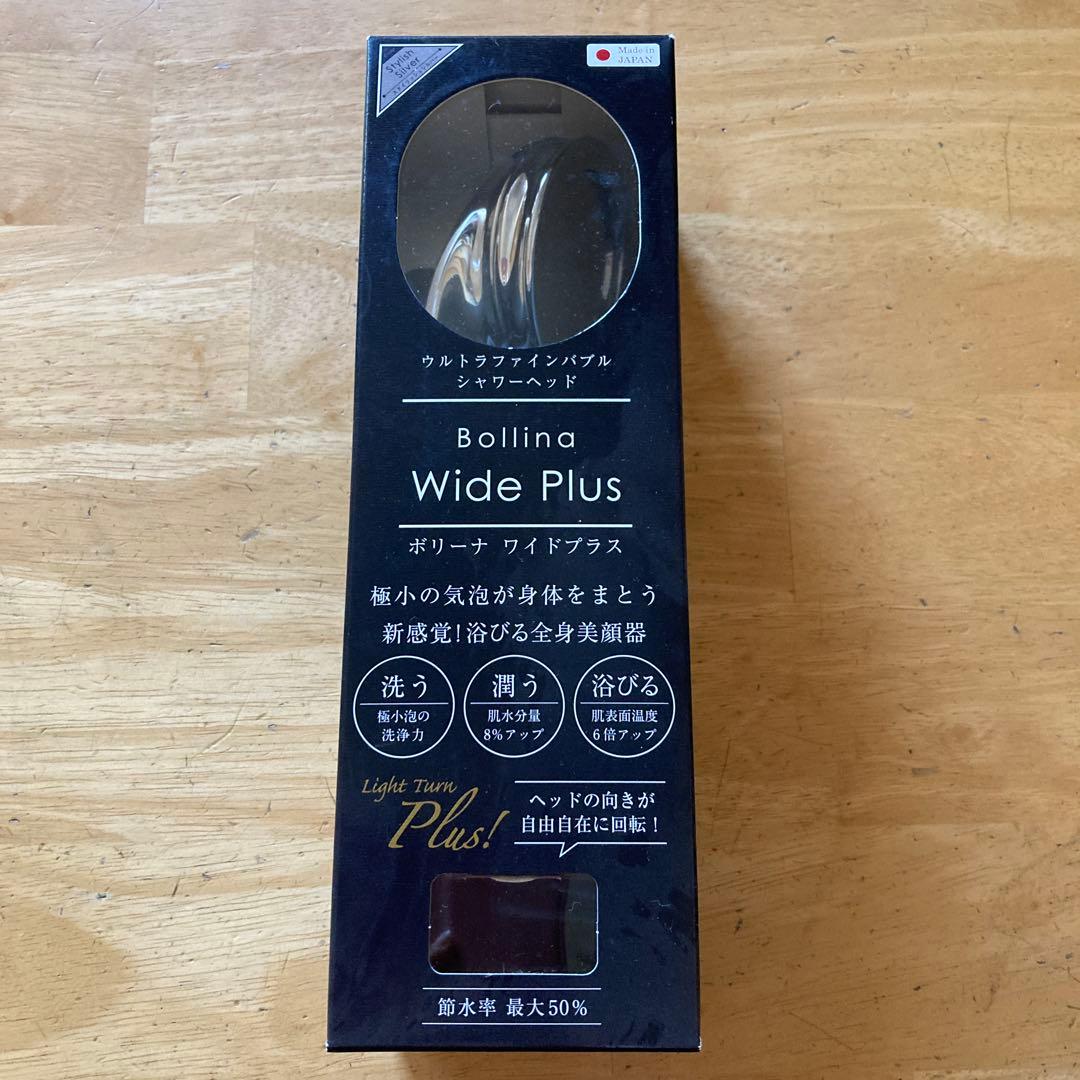 Stylish
Silver
Made in
JAPAN
ウルトラファインバブル
シャワーヘッド
Bollina
Wide Plus
ボリーナ ワイドプラス
極小の気泡が身体をまとう
新感覚!浴びる全身美顔器
洗う
極小泡の
洗浄力
潤う
肌水分量
8%アップ
浴びる
肌表面温度
6倍アップ
Light Turn
Plus!
ヘッドの向きが
自由自在に回転!
節水率 最大50%